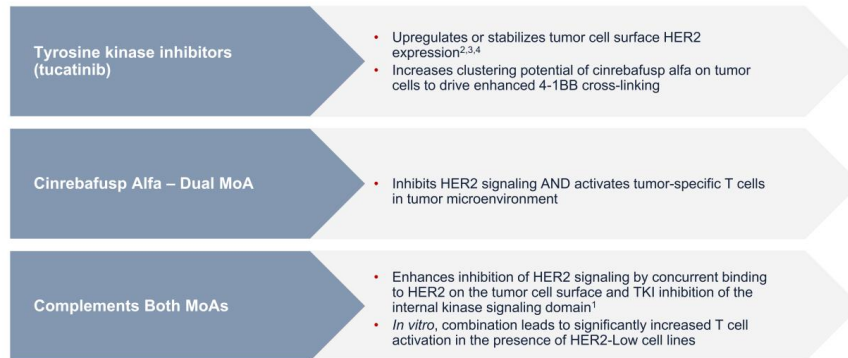 Tyrosine kinase inhibitors
(tucatinib)
• Upregulates or stabilizes tumor cell surface HER2
expression2,3,4
• Increases clustering potential of cinrebafusp alfa on tumor
cells to drive enhanced 4-1BB cross-linking
Cinrebafusp Alfa – Dual MoA
• Inhibits HER2 signaling AND activates tumor-specific T cells
in tumor microenvironment
Complements Both MoAs
• Enhances inhibition of HER2 signaling by concurrent binding
to HER2 on the tumor cell surface and TKI inhibition of the
internal kinase signaling domain1
• In vitro, combination leads to significantly increased T cell
activation in the presence of HER2-Low cell lines